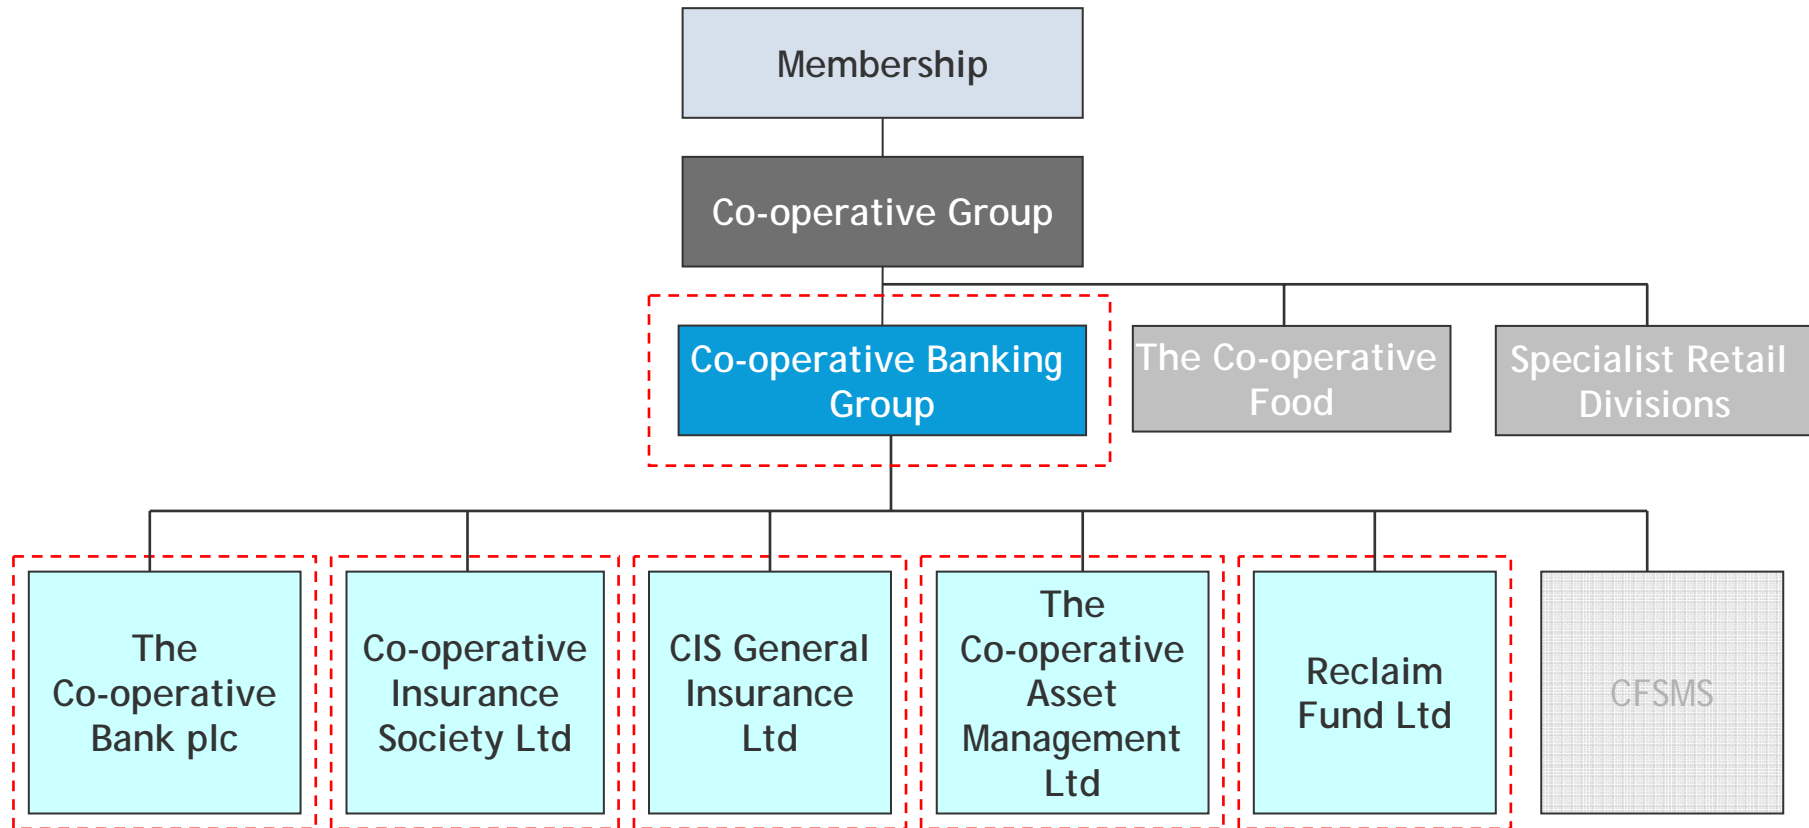 Membership
Co-operative Group
Co-operative Banking
Group
The Co-operative
Food
Specialist Retail
Divisions
The
Co-operative
Bank plc
Co-operative
Insurance
Society Ltd
CIS General
Insurance
Ltd
The
Co-operative
Asset
Management
Ltd
Reclaim
Fund Ltd
CFSMS